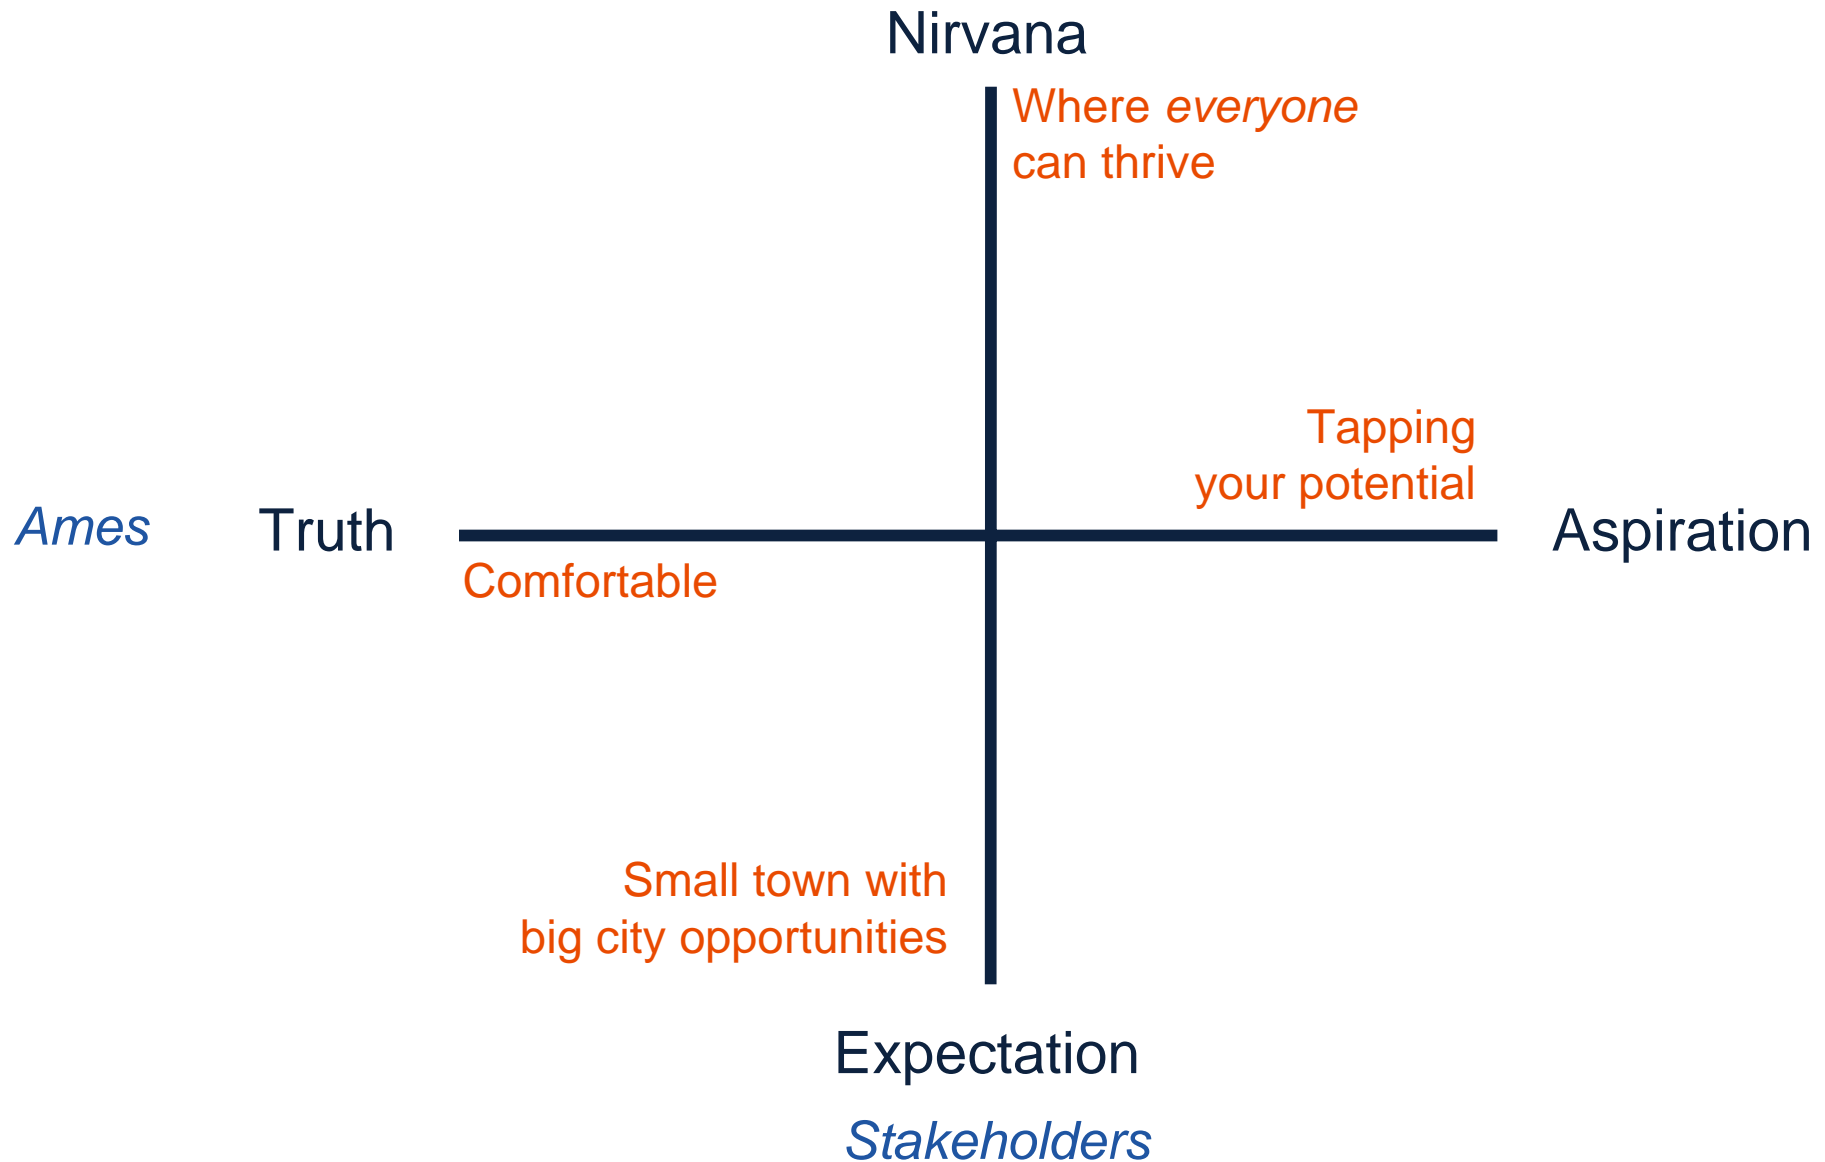 Nirvana
Where everyone
can thrive
Tapping
your potential
Ames
Truth
Aspiration
Comfortable
Small town with
big city opportunities
Expectation
Stakeholders